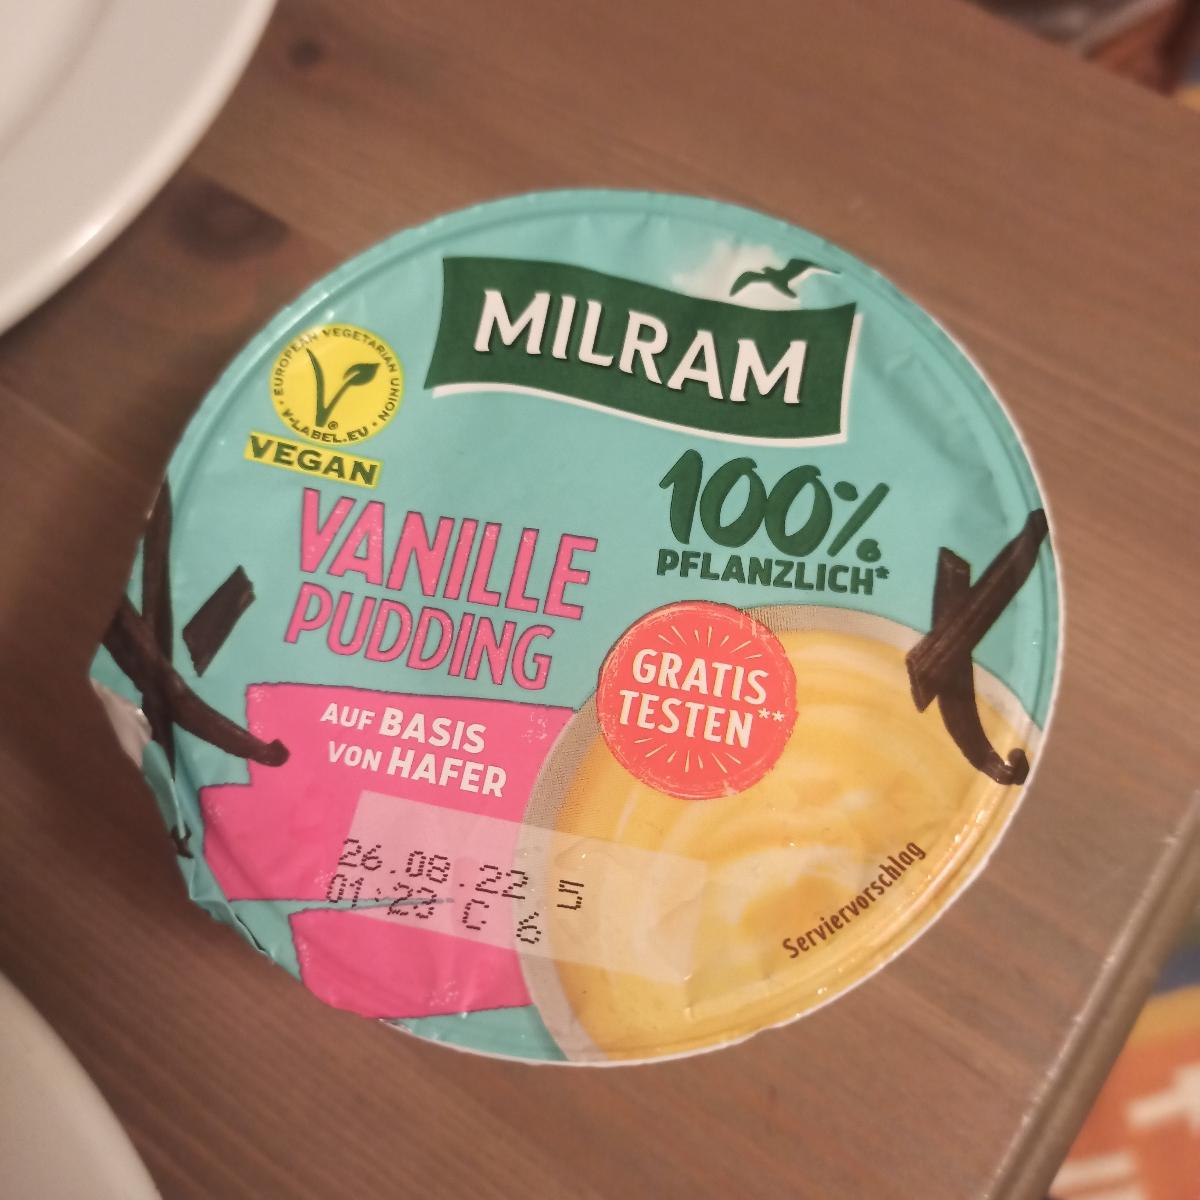 MILRAM
EUROPEAN VEGETARIAN UNION
V-LABEL.EU
VEGAN
100%
PFLANZLICH*
VANILLE
PUDDING
GRATIS
TESTEN**
AUF BASIS
VON HAFER
26.08.22 5
01:23 C 6
Serviervorschlag